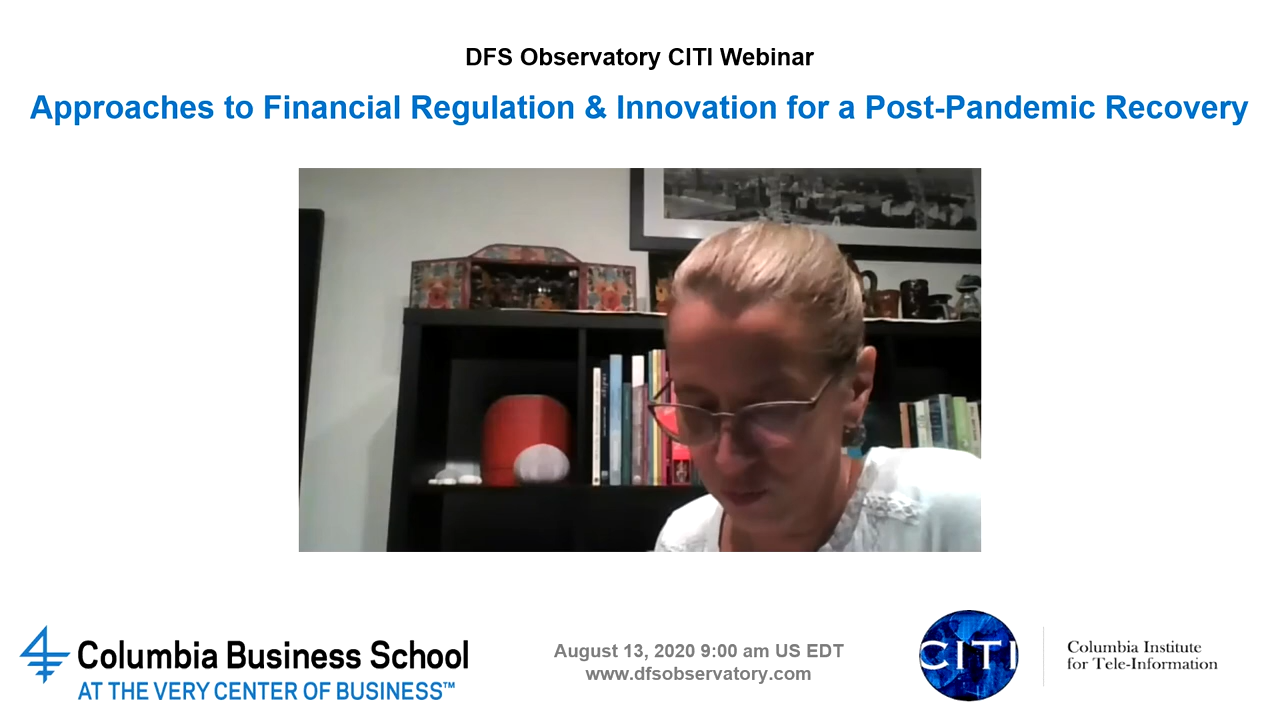 DFS Observatory CITI Webinar
Approaches to Financial Regulation & Innovation for a Post-Pandemic Recovery
Columbia Business School
AT THE VERY CENTER OF BUSINESS™
August 13, 2020 9:00 am US EDT
www.dfsobservatory.com
CITI
Columbia Institute
for Tele-Information